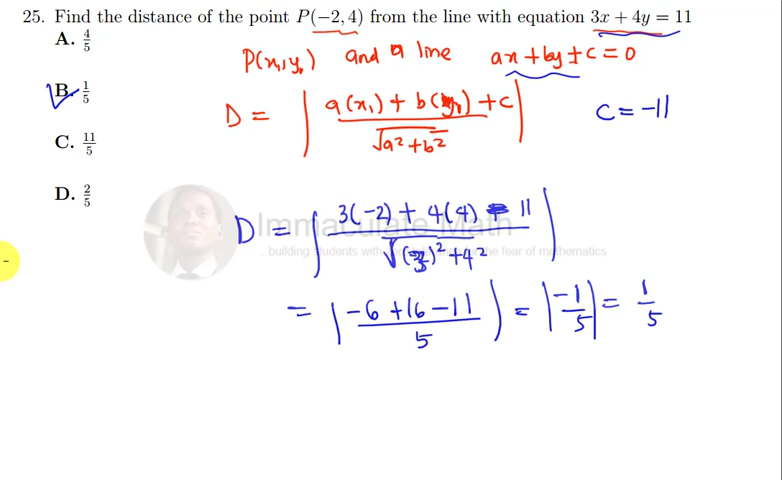 25. Find the distance of the point P(−2, 4) from the line with equation 3x + 4y = 11
A. 4/5
P(x₁, y₁) and a line ax + by + c = 0
B. 1/5
D = | a(x₁) + b(y₁) + c / √a² + b² | c = −11
C. 11/5
D. 2/5
D = | 3(−2) + 4(4) − 11 / √(3)² + 4² |
Immaculate Math
building students with the fear of mathematics
= | −6 + 16 − 11 / 5 | = | −1/5 | = 1/5